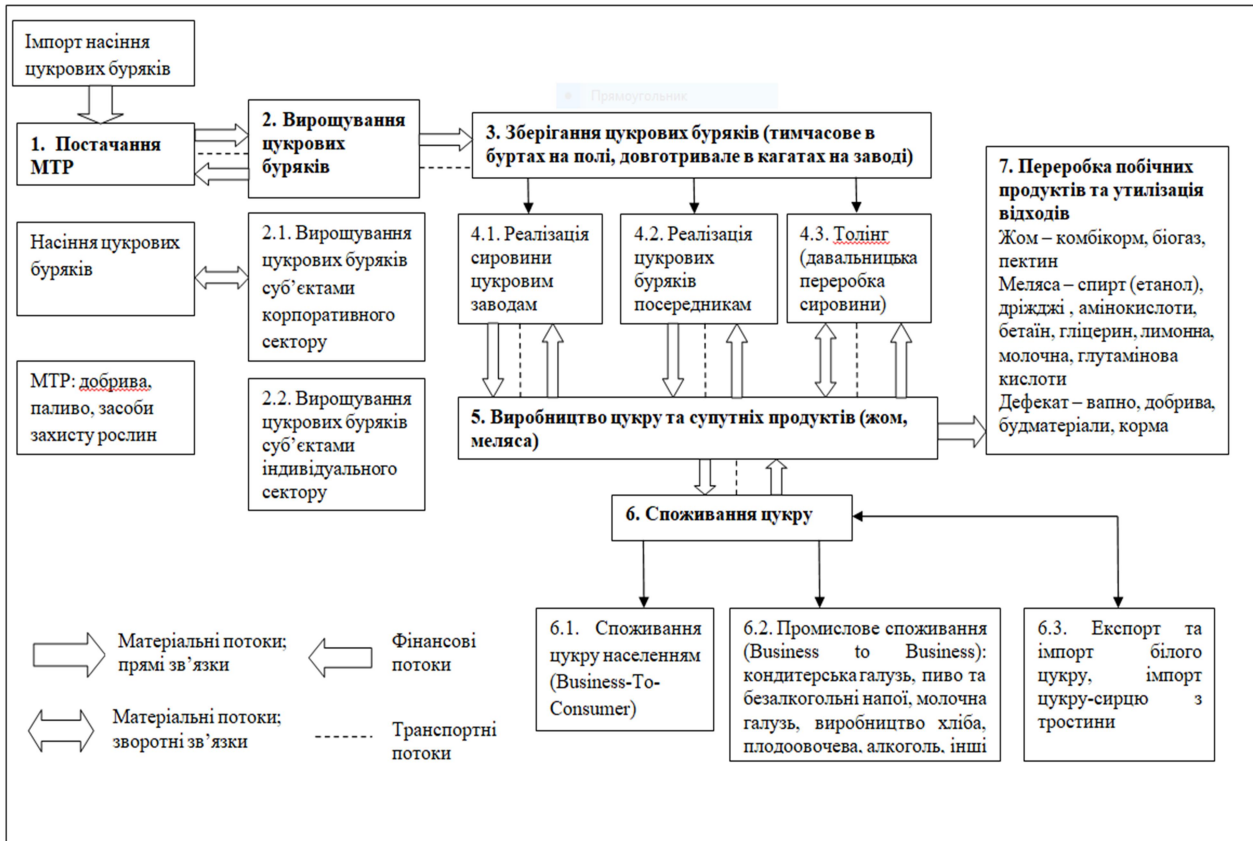 Імпорт насіння
цукрових буряків
Прямоугольник
1. Постачання
МТР
2. Вирощування
цукрових
буряків
3. Зберігання цукрових буряків (тимчасове в
буртах на полі, довготривале в кагатах на заводі)
7. Переробка побічних
продуктів та утилізація
відходів
Жом – комбікорм, біогаз,
пектин
Меляса – спирт (етанол),
дріжджі , амінокислоти,
бетаїн, гліцерин, лимонна,
молочна, глутамінова
кислоти
Дефекат – вапно, добрива,
будматеріали, корма
Насіння цукрових
буряків
2.1. Вирощування
цукрових буряків
суб’єктами
корпоративного
сектору
4.1. Реалізація
сировини
цукровим
заводам
4.2. Реалізація
цукрових
буряків
посередникам
4.3. Толінг
(давальницька
переробка
сировини)
МТР: добрива,
паливо, засоби
захисту рослин
2.2. Вирощування
цукрових буряків
суб’єктами
індивідуального
сектору
5. Виробництво цукру та супутніх продуктів (жом,
меляса)
6. Споживання цукру
6.1. Споживання
цукру населенням
(Business-To-
Consumer)
6.2. Промислове споживання
(Business to Business):
кондитерська галузь, пиво та
безалкогольні напої, молочна
галузь, виробництво хліба,
плодоовочева, алкоголь, інші
6.3. Експорт та
імпорт білого
цукру, імпорт
цукру-сирцю з
тростини
Матеріальні потоки;
прямі зв’язки
Фінансові
потоки
Матеріальні потоки;
зворотні зв’язки
Транспортні
потоки